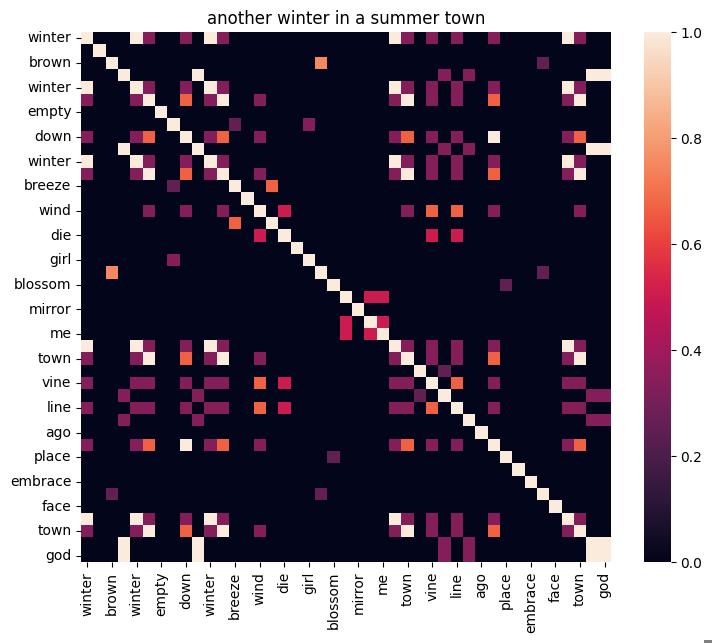 another winter in a summer town
winter
brown
winter
empty
down
winter
breeze
wind
die
girl
blossom
mirror
me
town
vine
line
ago
place
embrace
face
town
god
1.0
0.8
0.6
0.4
0.2
0.0
winter
brown
winter
empty
down
winter
breeze
wind
die
girl
blossom
mirror
me
town
vine
line
ago
place
embrace
face
town
god